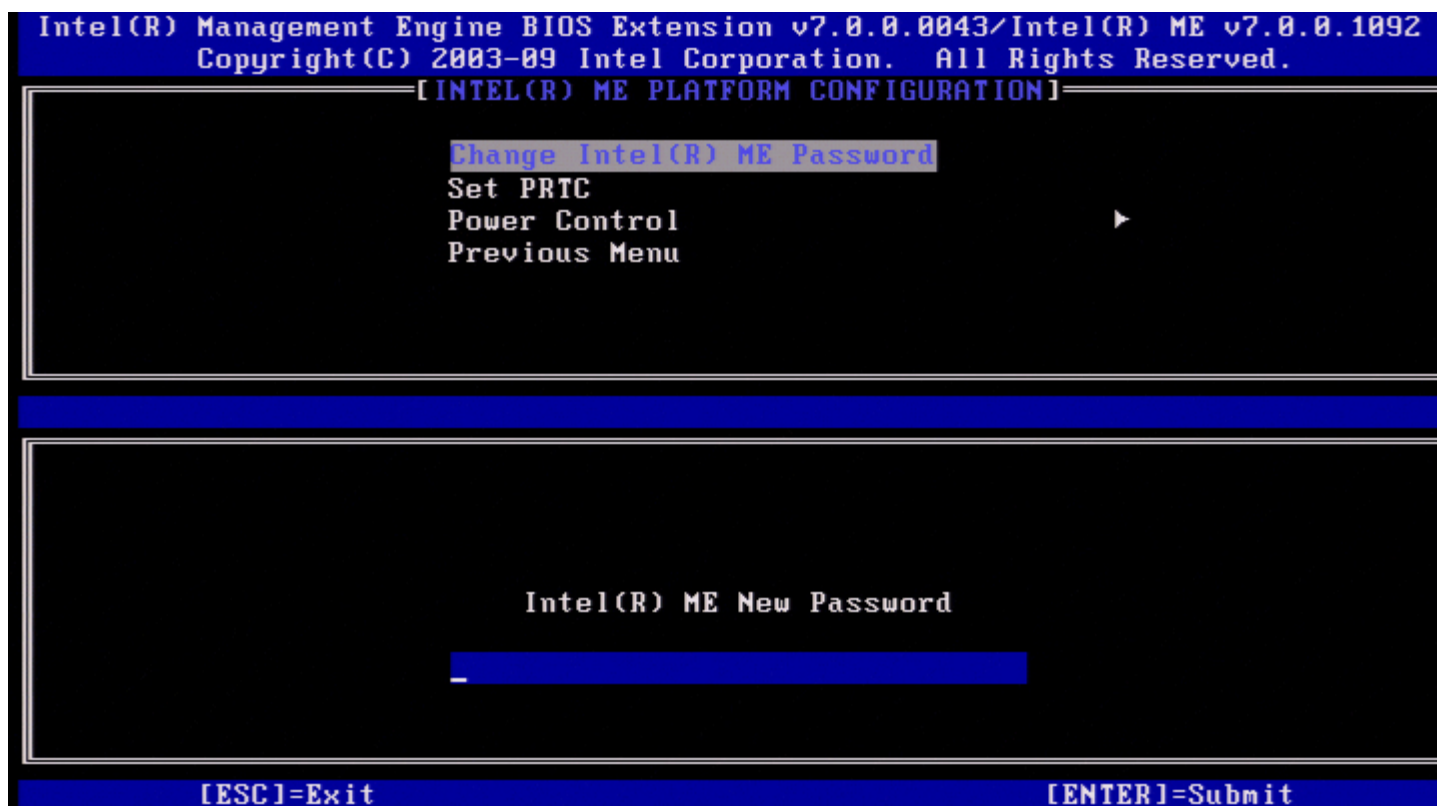 Intel(R) Management Engine BIOS Extension v7.0.0.0043/Intel(R) ME v7.0.0.1092
Copyright(C) 2003-09 Intel Corporation. All Rights Reserved.
[INTEL(R) ME PLATFORM CONFIGURATION]
Change Intel(R) ME Password
Set PRTC
Power Control ►
Previous Menu
Intel(R) ME New Password
_
[ESC]=Exit [ENTER]=Submit